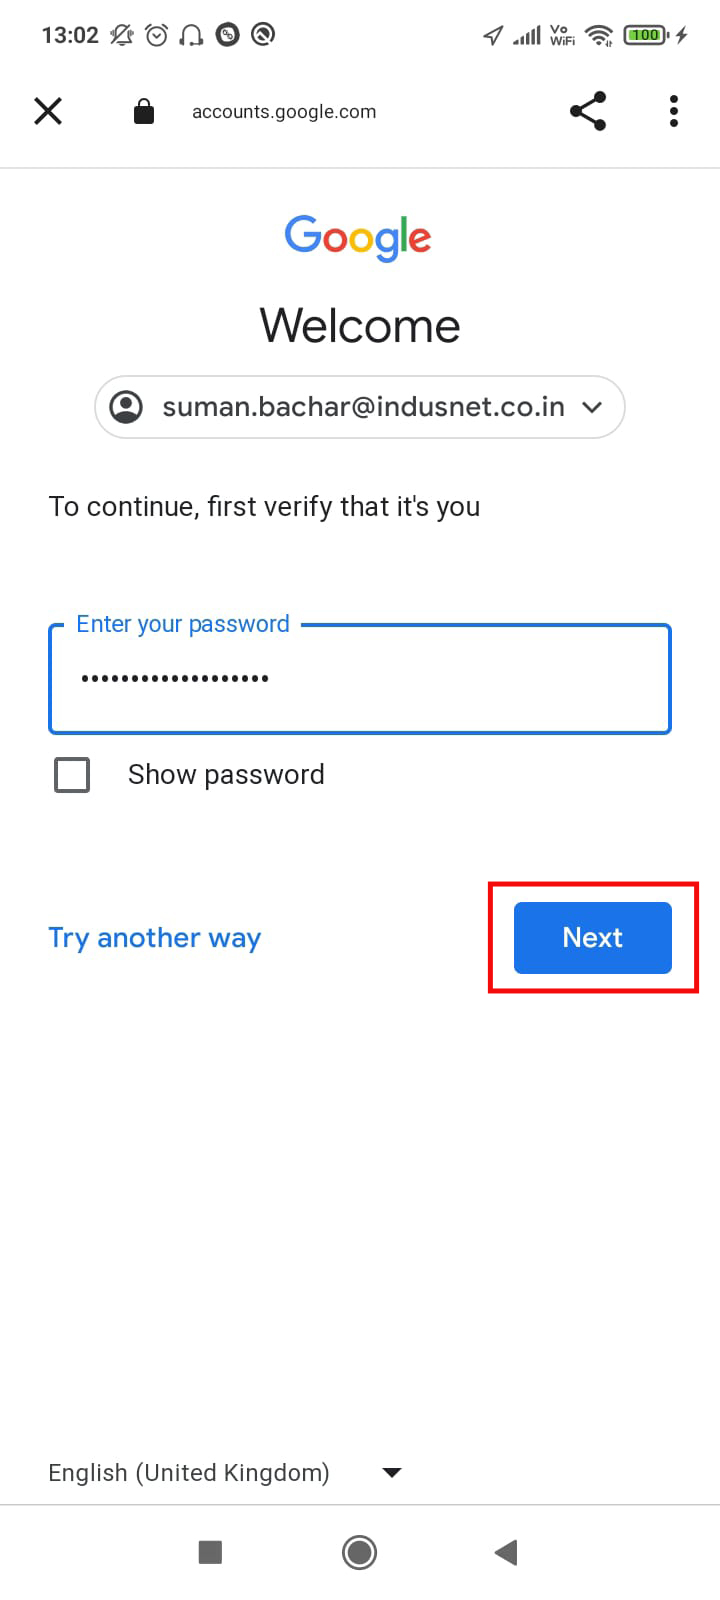 13:02 Vo WiFi 100
accounts.google.com
Google
Welcome
suman.bachar@indusnet.co.in
To continue, first verify that it's you
Enter your password
•••••••••••••••••••
Show password
Try another way Next
English (United Kingdom)